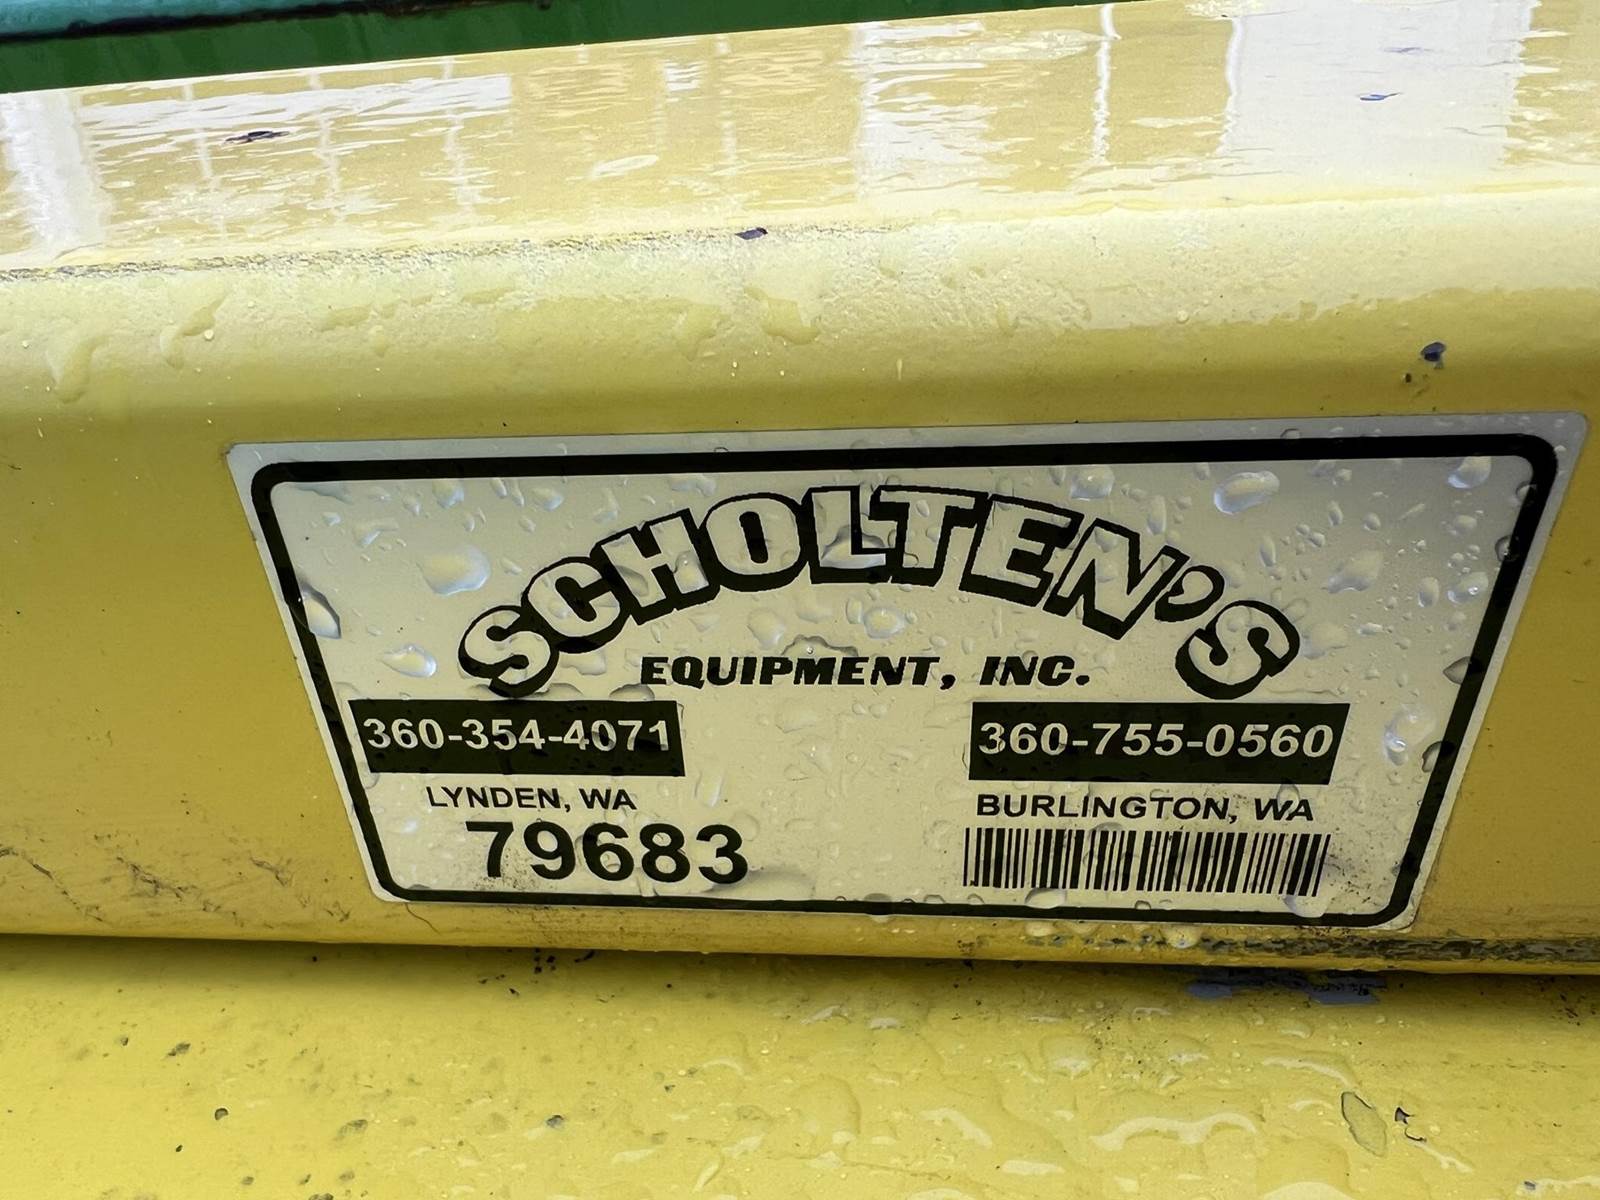 SCHOLTEN'S
EQUIPMENT, INC.
360-354-4071
LYNDEN, WA
79683
360-755-0560
BURLINGTON, WA